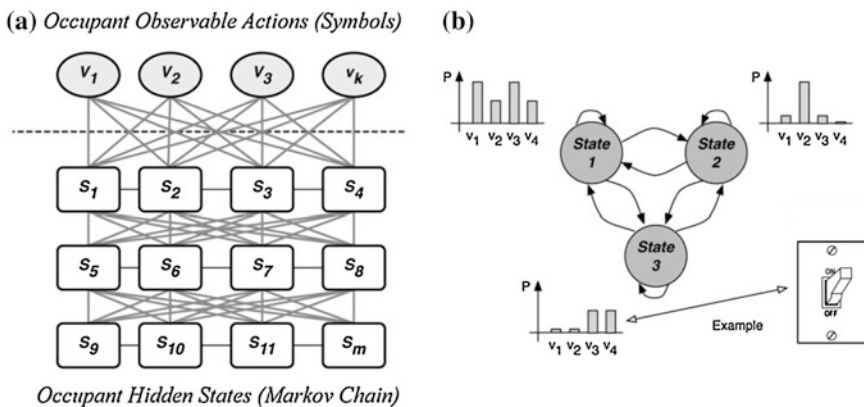 (a) Occupant Observable Actions (Symbols)
V1 V2 V3 vk
S1 S2 S3 S4
S5 S6 S7 S8
S9 S10 S11 Sm
Occupant Hidden States (Markov Chain)
(b)
P
v1 v2 v3 v4
P
v1 v2 v3 v4
State 1
State 2
State 3
P
v1 v2 v3 v4
Example
ON
OFF